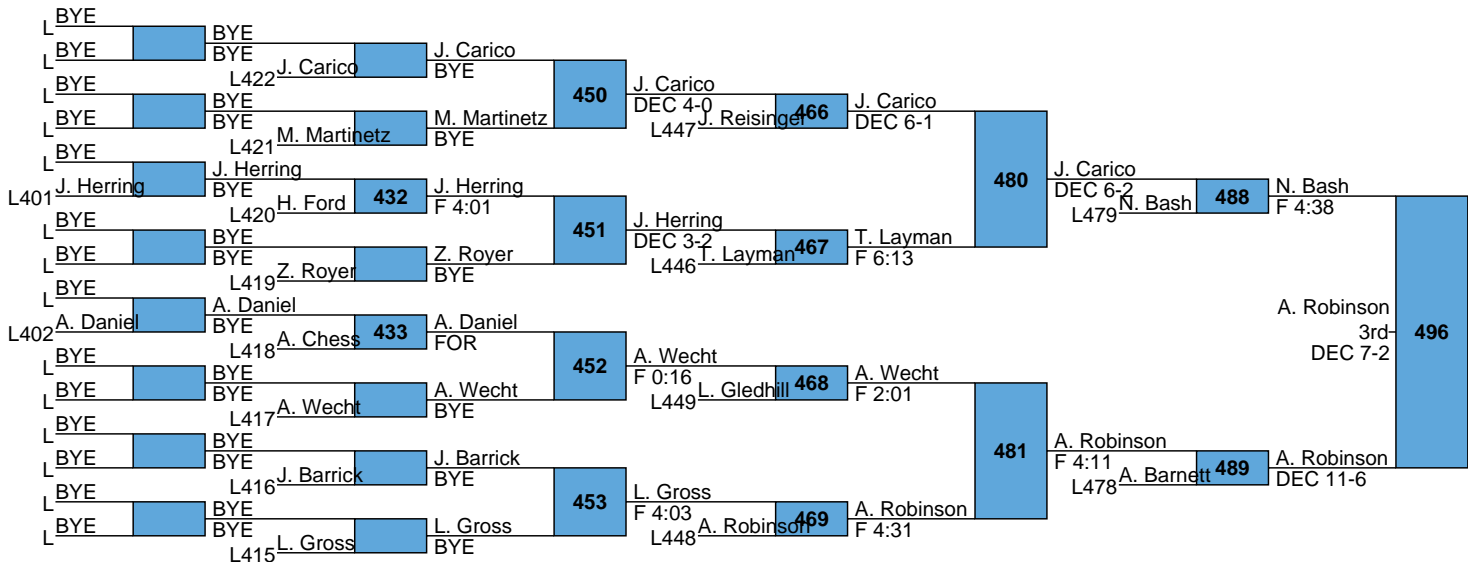 BYE
L
BYE
L
BYE
BYE
L422 J. Carico
J. Carico
BYE
BYE
L
BYE
L
BYE
BYE
L421 M. Martinetz
M. Martinetz
BYE
450
J. Carico
DEC 4-0
L447 J. Reisinger
466
J. Carico
DEC 6-1
BYE
L401 J. Herring
J. Herring
BYE
L420 H. Ford
432
J. Herring
F 4:01
BYE
L
BYE
L
BYE
BYE
L419 Z. Royer
Z. Royer
BYE
451
J. Herring
DEC 3-2
L446 T. Layman
467
T. Layman
F 6:13
480
J. Carico
DEC 6-2
L479 N. Bash
488
N. Bash
F 4:38
BYE
L
L402 A. Daniel
A. Daniel
BYE
L418 A. Chess
433
A. Daniel
FOR
BYE
L
BYE
L
BYE
BYE
L417 A. Wecht
A. Wecht
BYE
452
A. Wecht
F 0:16
L449 L. Gledhill
468
A. Wecht
F 2:01
BYE
L
BYE
L
BYE
BYE
L416 J. Barrick
J. Barrick
BYE
BYE
L
BYE
L
BYE
BYE
L415 L. Gross
L. Gross
BYE
453
L. Gross
F 4:03
L448 A. Robinson
469
A. Robinson
F 4:31
481
A. Robinson
F 4:11
L478 A. Barnett
489
A. Robinson
DEC 11-6
A. Robinson
3rd
DEC 7-2
496